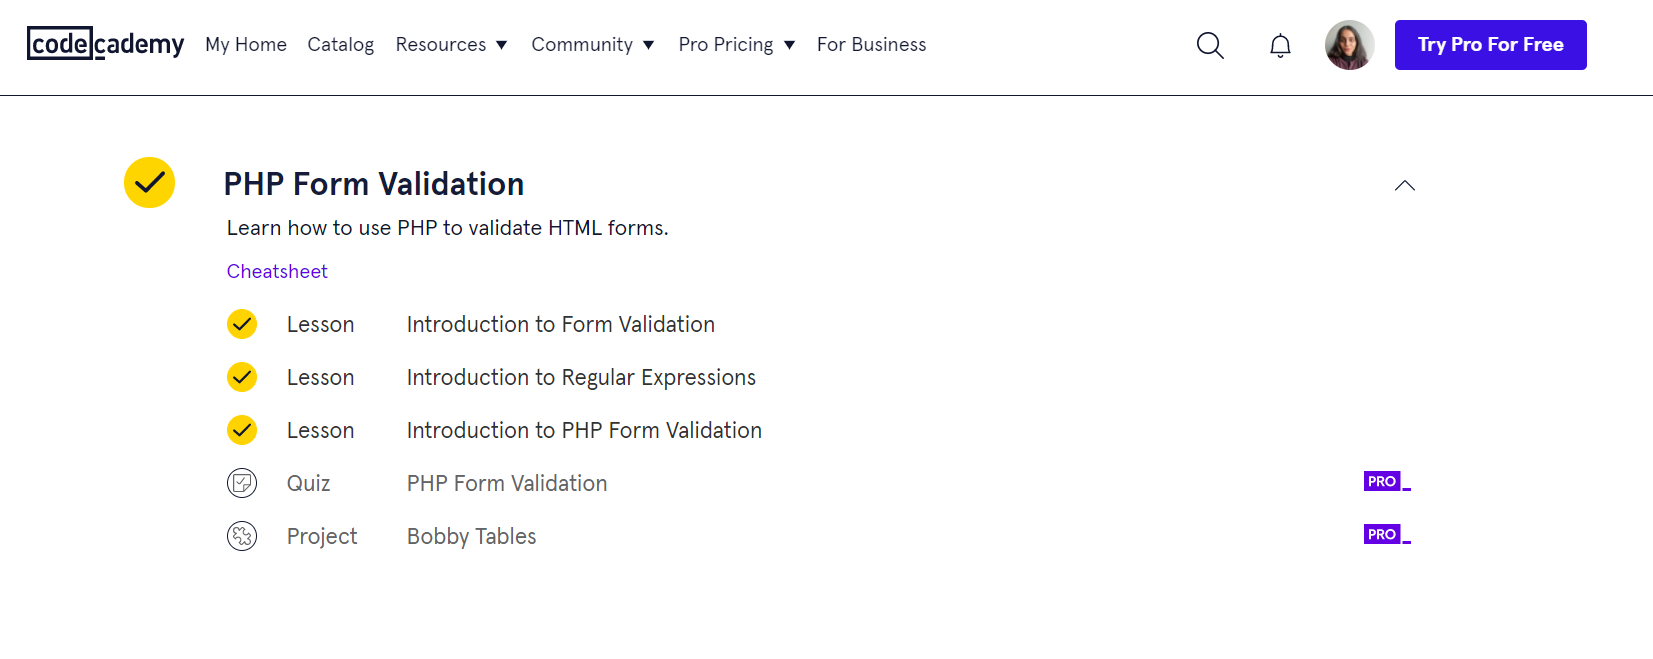 codecademy My Home Catalog Resources Community Pro Pricing For Business Try Pro For Free
PHP Form Validation
Learn how to use PHP to validate HTML forms.
Cheatsheet
Lesson Introduction to Form Validation
Lesson Introduction to Regular Expressions
Lesson Introduction to PHP Form Validation
Quiz PHP Form Validation PRO
Project Bobby Tables PRO